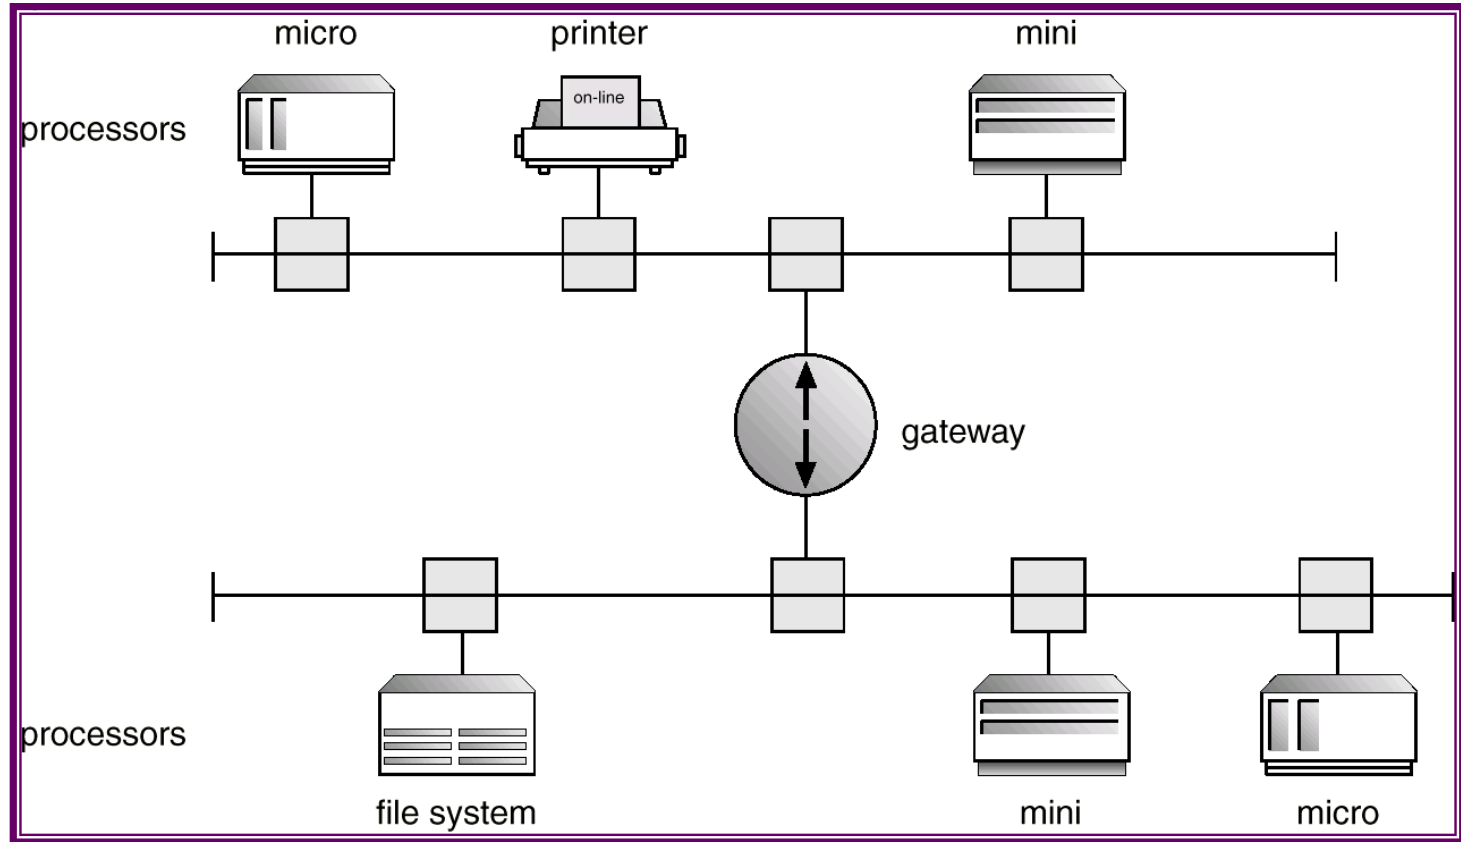 micro
printer
mini
on-line
processors
gateway
processors
file system
mini
micro